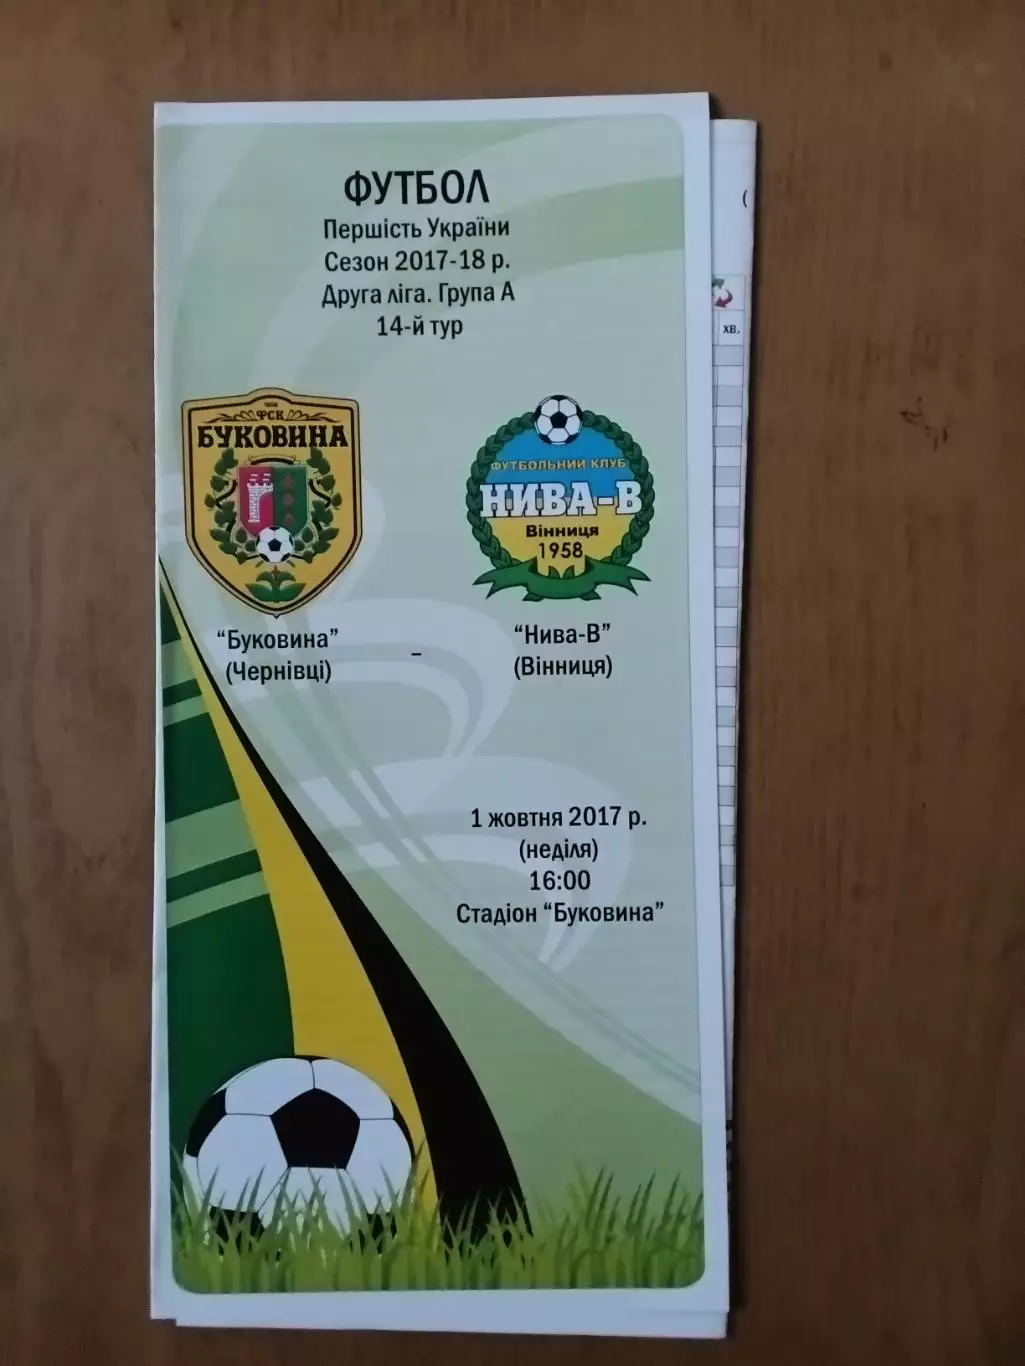 ФУТБОЛ
Першість України
Сезон 2017-18 р.
Друга ліга. Група А
14-й тур
ФСК
БУКОВИНА
ФУТБОЛЬНИЙ КЛУБ
НИВА-В
Вінниця
1958
"Буковина"
(Чернівці)
–
"Нива-В"
(Вінниця)
1 жовтня 2017 р.
(неділя)
16:00
Стадіон "Буковина"
(
хв.